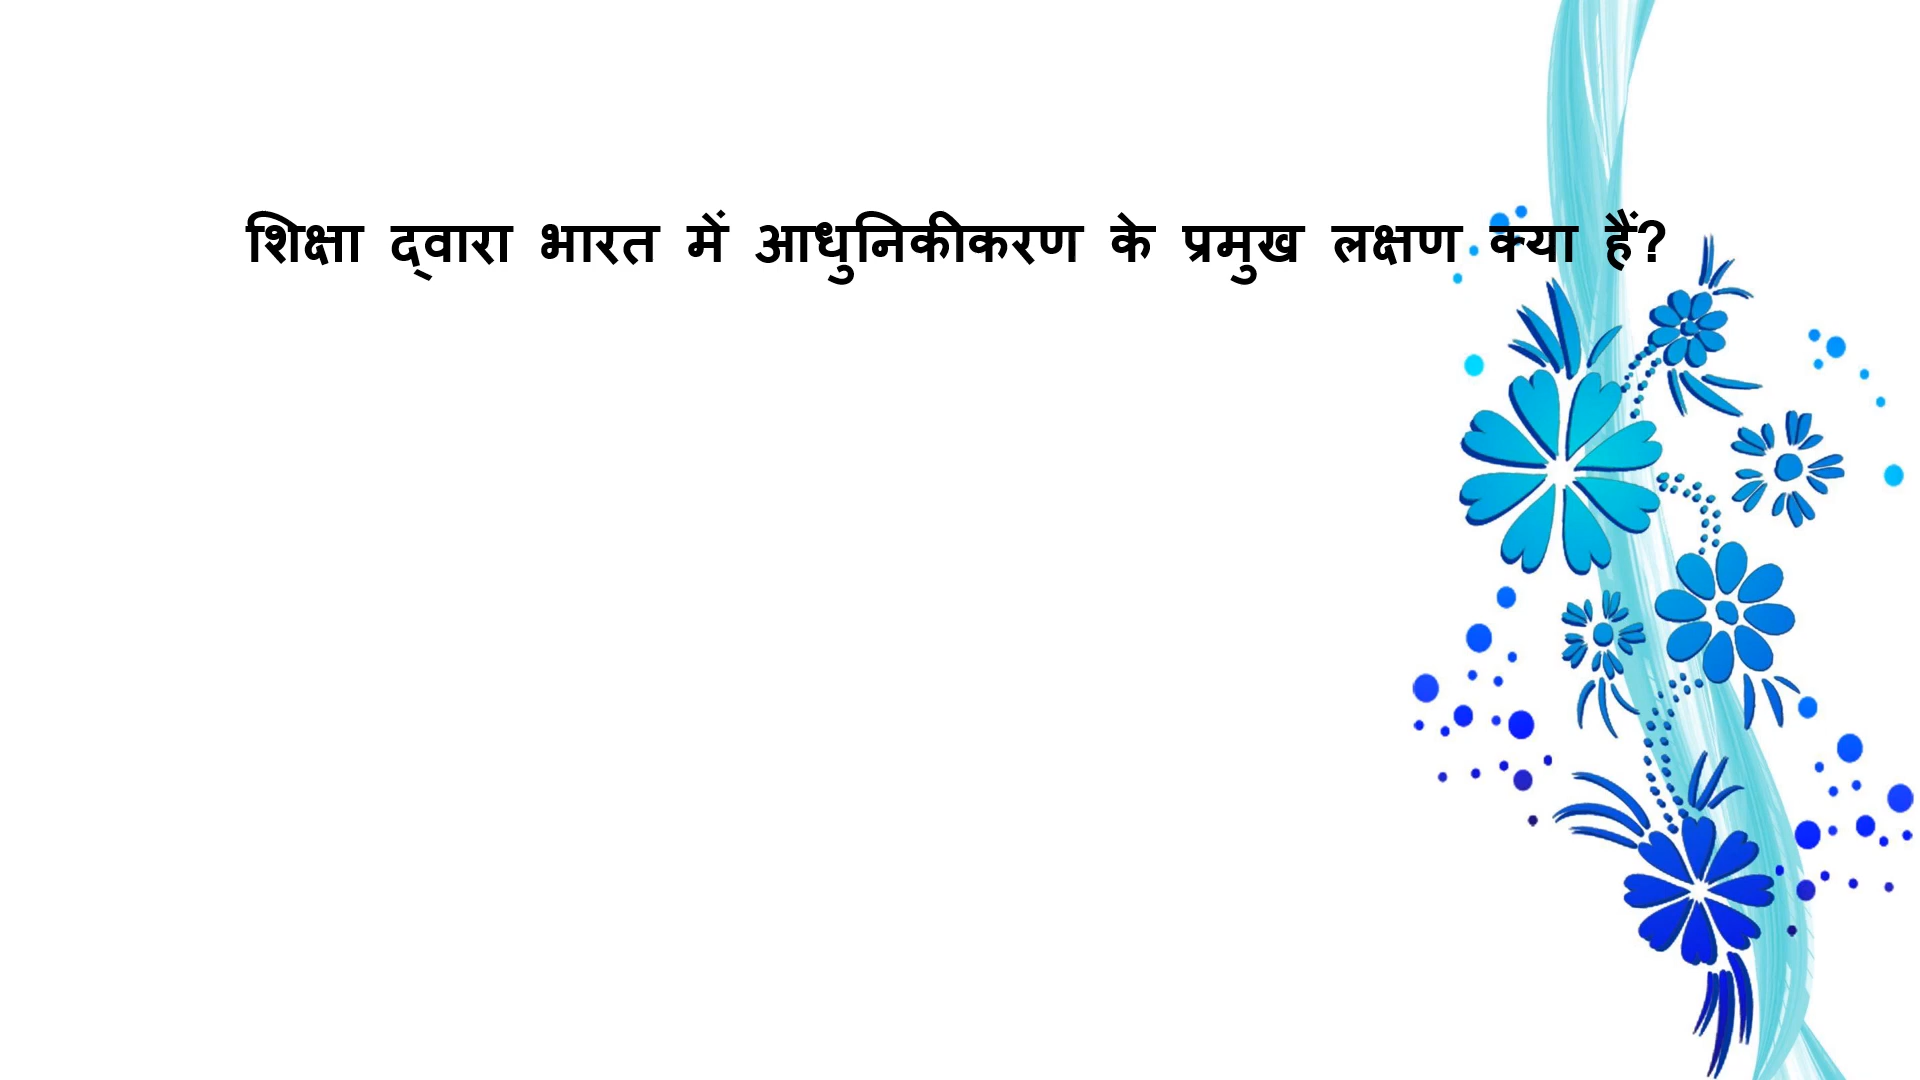 शिक्षा द्वारा भारत में आधुनिकीकरण के प्रमुख लक्षण क्या हैं?